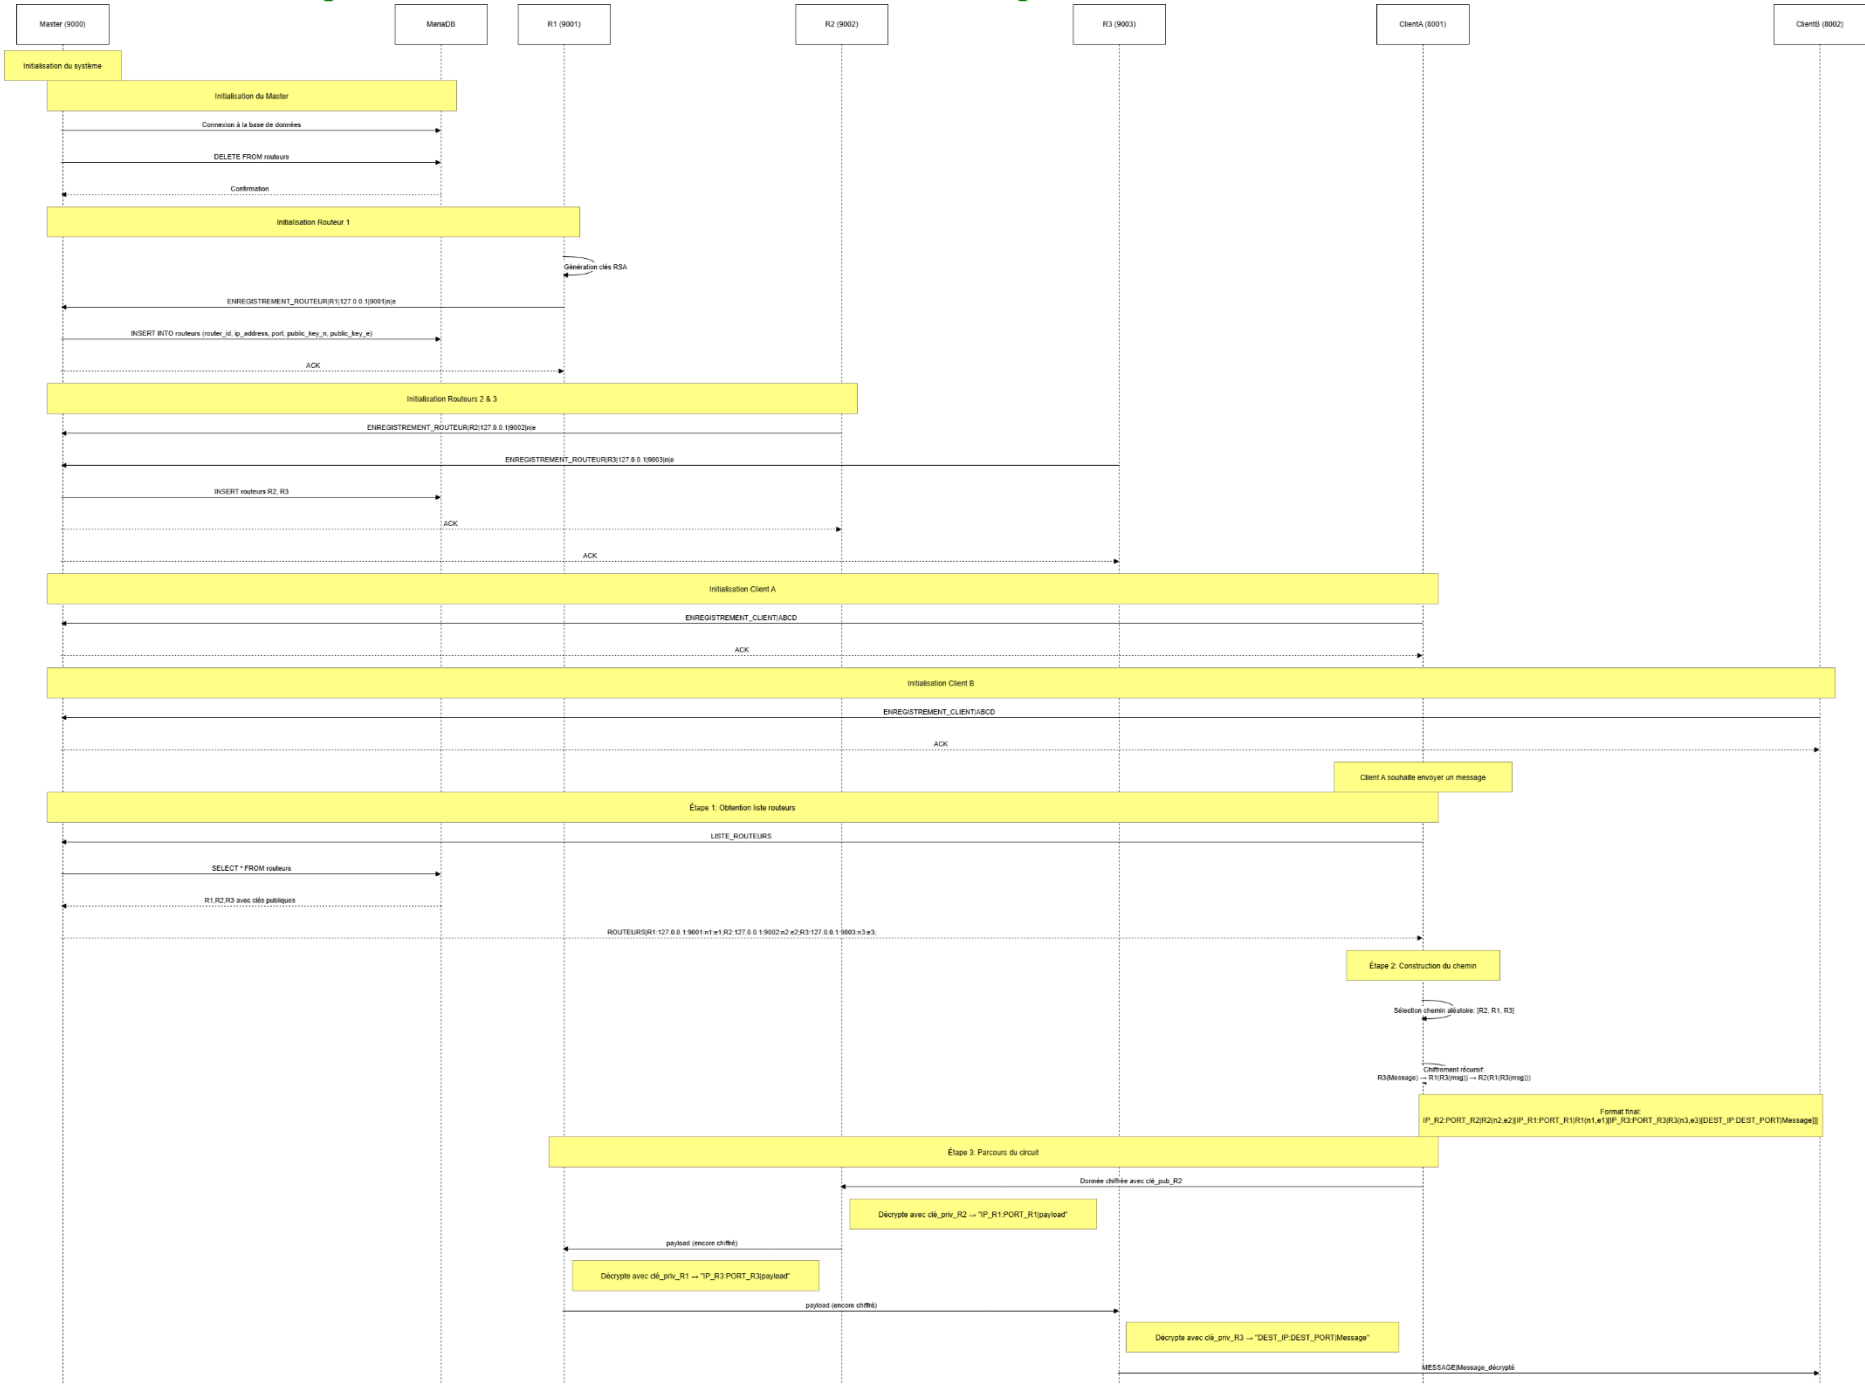 Master (9000)
MariaDB
R1 (9001)
R2 (9002)
R3 (9003)
ClientA (8001)
ClientB (8002)
Initialisation du système
Initialisation du Master
Connexion à la base de données
DELETE FROM routeurs
Confirmation
Initialisation Routeur 1
Génération clés RSA
ENREGISTREMENT_ROUTEUR|R1|127.0.0.1|9001|n|e
INSERT INTO routeurs (router_id, ip_address, port, public_key_n, public_key_e)
ACK
Initialisation Routeurs 2 & 3
ENREGISTREMENT_ROUTEUR|R2|127.0.0.1|9002|n|e
ENREGISTREMENT_ROUTEUR|R3|127.0.0.1|9003|n|e
INSERT routeurs R2, R3
ACK
ACK
Initialisation Client A
ENREGISTREMENT_CLIENT|ABCD
ACK
Initialisation Client B
ENREGISTREMENT_CLIENT|ABCD
ACK
Client A souhaite envoyer un message
Étape 1: Obtention liste routeurs
LISTE_ROUTEURS
SELECT * FROM routeurs
R1,R2,R3 avec clés publiques
ROUTEURS|R1:127.0.0.1:9001:n1:e1;R2:127.0.0.1:9002:n2:e2;R3:127.0.0.1:9003:n3:e3;
Étape 2: Construction du chemin
Sélection chemin aléatoire: [R2, R1, R3]
Chiffrement récursif:
R3(Message) → R1(R3(msg)) → R2(R1(R3(msg)))
Format final:
IP_R2:PORT_R2|R2(n2,e2)[IP_R1:PORT_R1|R1(n1,e1)[IP_R3:PORT_R3|R3(n3,e3)[DEST_IP:DEST_PORT|Message]]]
Étape 3: Parcours du circuit
Donnée chiffrée avec clé_pub_R2
Décrypte avec clé_priv_R2 → "IP_R1:PORT_R1|payload"
payload (encore chiffré)
Décrypte avec clé_priv_R1 → "IP_R3:PORT_R3|payload"
payload (encore chiffré)
Décrypte avec clé_priv_R3 → "DEST_IP:DEST_PORT|Message"
MESSAGE|Message_décrypté